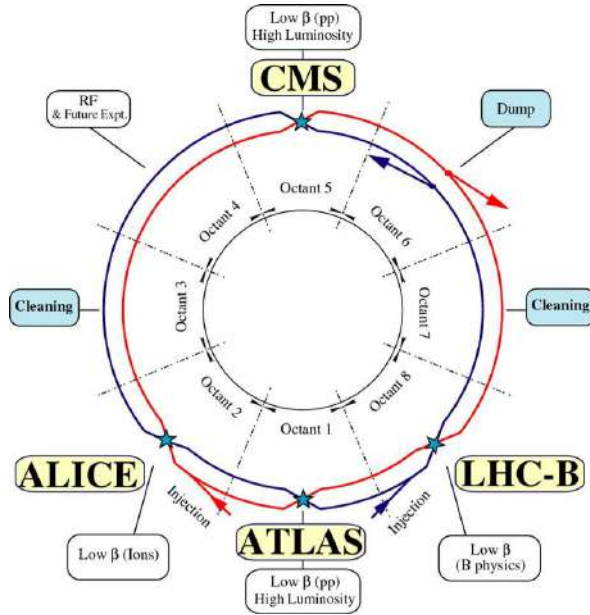 Low β (pp)
High Luminosity
CMS
RF
& Future Expt.
Dump
Octant 5
Octant 4
Octant 6
Cleaning
Octant 3
Octant 7
Cleaning
Octant 2
Octant 8
Octant 1
ALICE
LHC-B
Injection
Injection
ATLAS
Low β (Ions)
Low β
(B physics)
Low β (pp)
High Luminosity